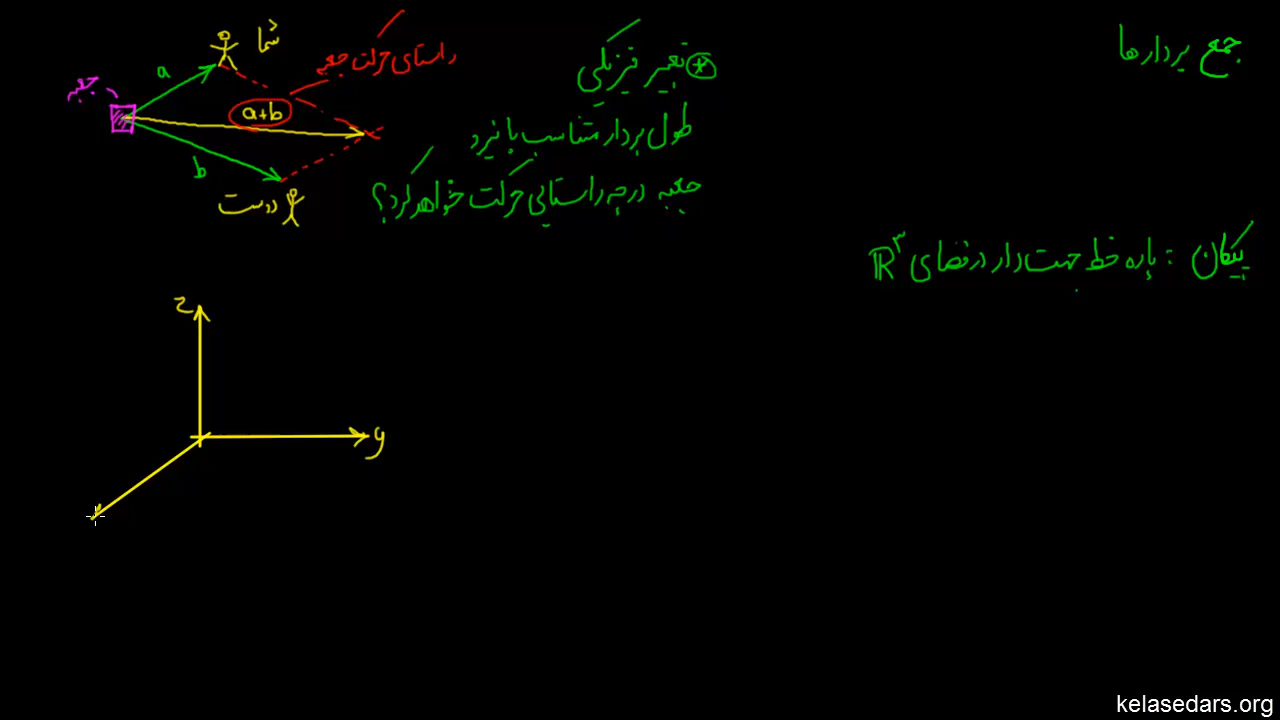 جمع بردارها
* تعبیر فیزیکی
طول بردار متناسب با نیرو
جعبه در چه راستایی حرکت خواهد کرد؟
شما
راستای حرکت جعبه
a
جعبه
a+b
b
دوست
پیکان : پاره خط جهت دار در فضای R³
z
y
kelasedars.org